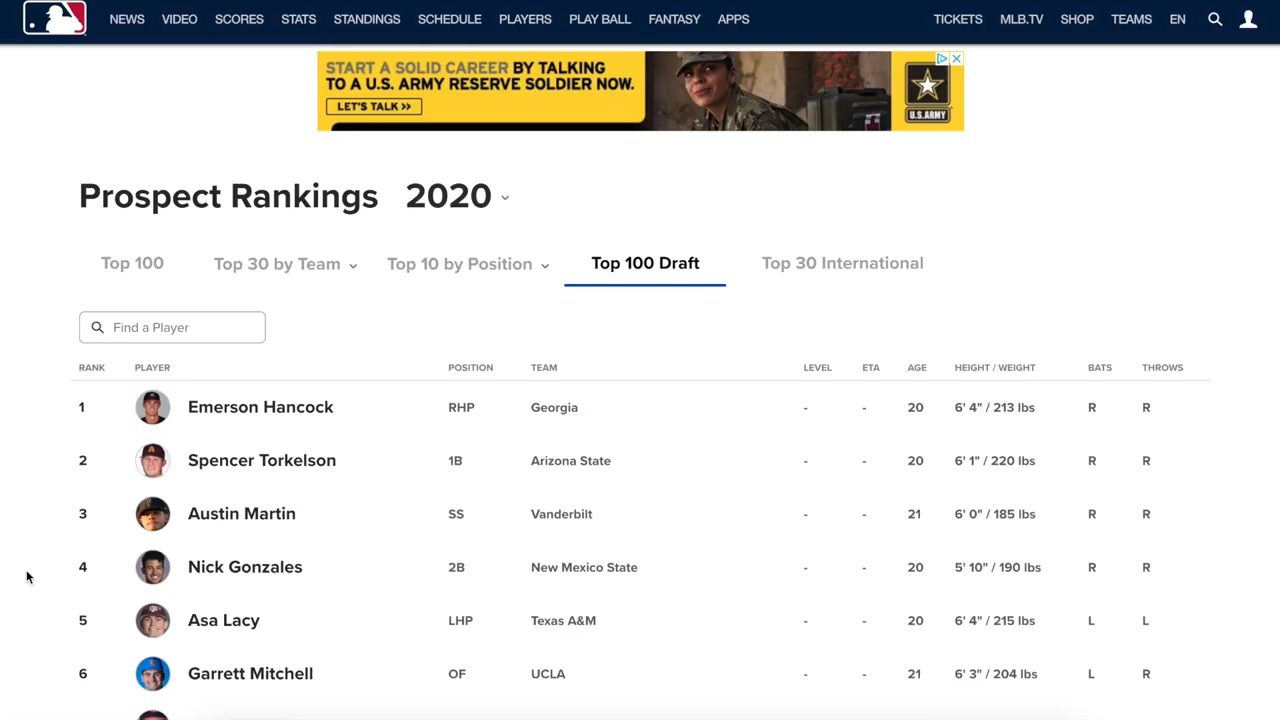 NEWS VIDEO SCORES STATS STANDINGS SCHEDULE PLAYERS PLAY BALL FANTASY APPS TICKETS MLB.TV SHOP TEAMS EN
START A SOLID CAREER BY TALKING
TO A U.S. ARMY RESERVE SOLDIER NOW.
LET'S TALK >>
U.S.ARMY
Prospect Rankings 2020
Top 100 Top 30 by Team Top 10 by Position Top 100 Draft Top 30 International
Find a Player
RANK PLAYER POSITION TEAM LEVEL ETA AGE HEIGHT / WEIGHT BATS THROWS
1 Emerson Hancock RHP Georgia - - 20 6' 4" / 213 lbs R R
2 Spencer Torkelson 1B Arizona State - - 20 6' 1" / 220 lbs R R
3 Austin Martin SS Vanderbilt - - 21 6' 0" / 185 lbs R R
4 Nick Gonzales 2B New Mexico State - - 20 5' 10" / 190 lbs R R
5 Asa Lacy LHP Texas A&M - - 20 6' 4" / 215 lbs L L
6 Garrett Mitchell OF UCLA - - 21 6' 3" / 204 lbs L R